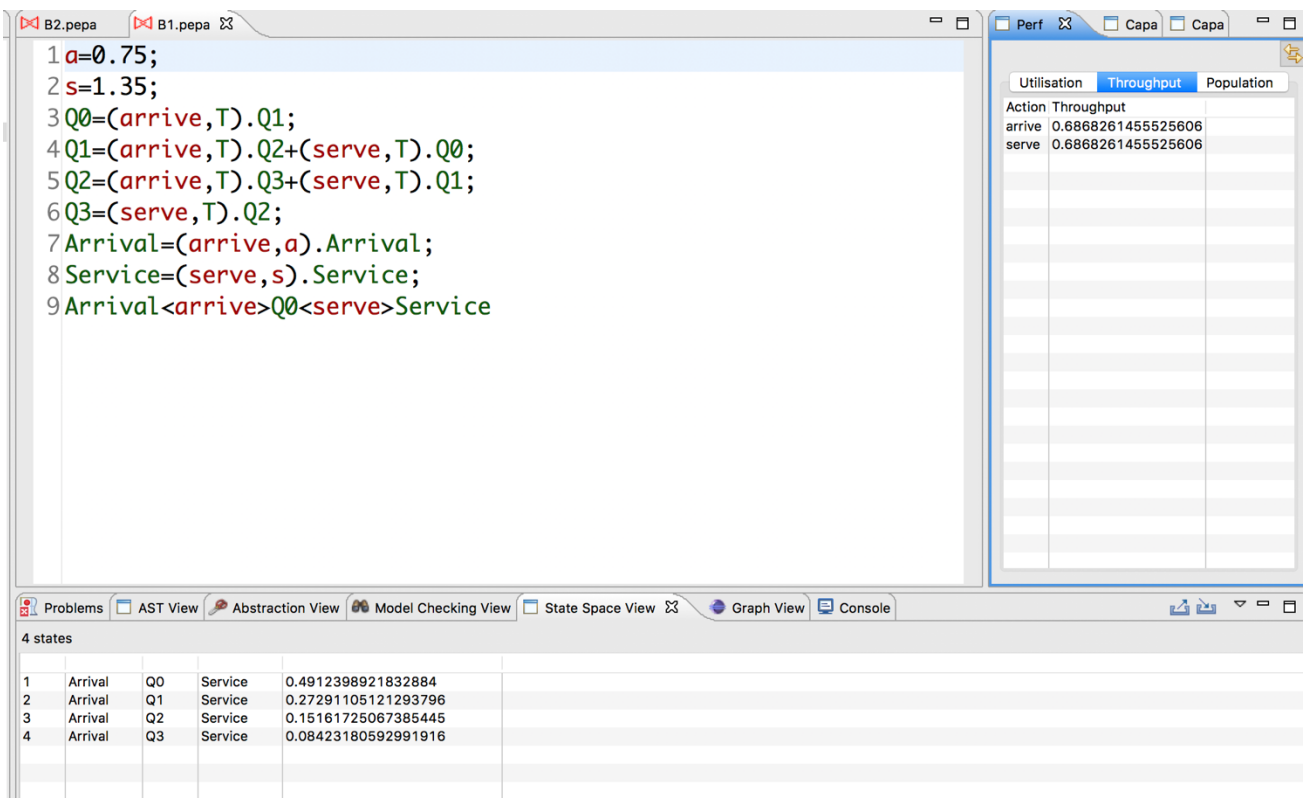 B2.pepa B1.pepa
1 a=0.75;
2 s=1.35;
3 Q0=(arrive,T).Q1;
4 Q1=(arrive,T).Q2+(serve,T).Q0;
5 Q2=(arrive,T).Q3+(serve,T).Q1;
6 Q3=(serve,T).Q2;
7 Arrival=(arrive,a).Arrival;
8 Service=(serve,s).Service;
9 Arrival<arrive>Q0<serve>Service
Perf Capa Capa
Utilisation Throughput Population
Action Throughput
arrive 0.6868261455525606
serve 0.6868261455525606
Problems AST View Abstraction View Model Checking View State Space View Graph View Console
4 states
1 Arrival Q0 Service 0.4912398921832884
2 Arrival Q1 Service 0.27291105121293796
3 Arrival Q2 Service 0.15161725067385445
4 Arrival Q3 Service 0.08423180592991916